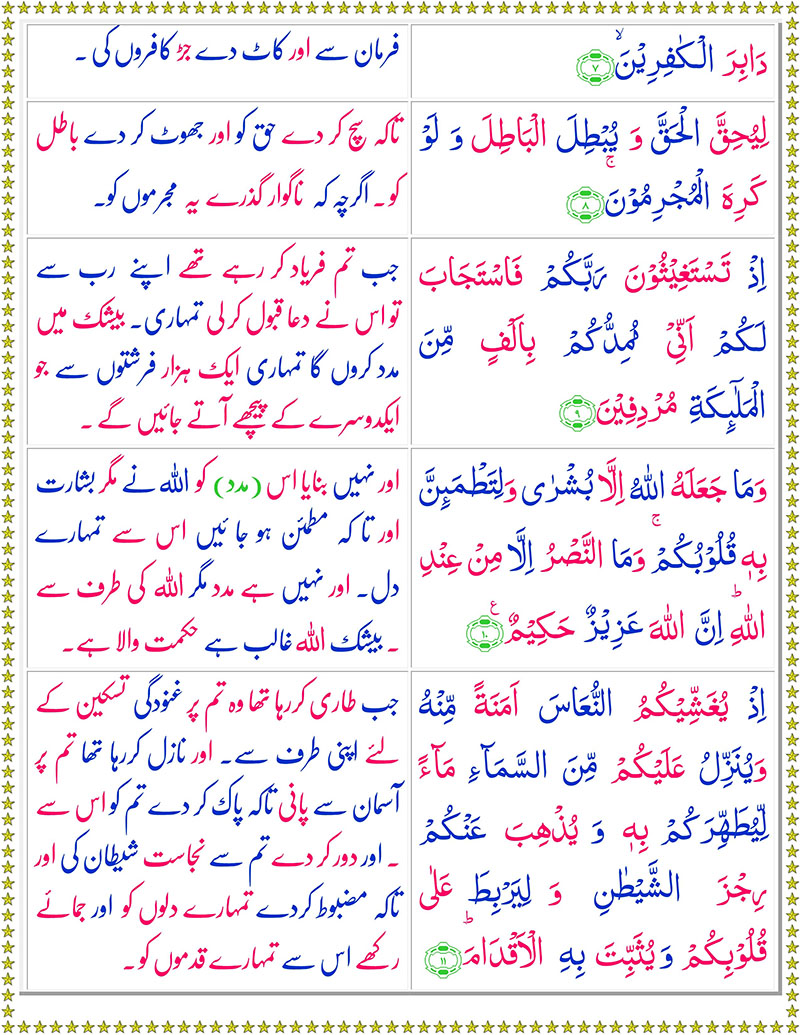 دَابِرَ الْكٰفِرِيْنَۙ ﴿۷﴾
فرمان سے اور کاٹ دے جڑ کافروں کی ۔
لِيُحِقَّ الْحَقَّ وَ يُبْطِلَ الْبَاطِلَ وَ لَوْ
كَرِهَ الْمُجْرِمُوْنَۚ ﴿۸﴾
تاکہ سچ کر دے حق کو اور جھوٹ کر دے باطل
کو ۔ اگرچہ کہ ناگوار گذرے یہ مجرموں کو۔
اِذْ تَسْتَغِيْثُوْنَ رَبَّكُمْ فَاسْتَجَابَ
لَكُمْ اَنِّىْ مُمِدُّكُمْ بِاَلْفٍ مِّنَ
الْمَلٰٓئِكَةِ مُرْدِفِيْنَ ﴿۹﴾
جب تم فریاد کر رہے تھے اپنے رب سے
تو اس نے دعا قبول کر لی تمہاری۔ بیشک میں
مدد کروں گا تمہاری ایک ہزار فرشتوں سے جو
ایکدوسرے کے پیچھے آتے جائیں گے ۔
وَمَا جَعَلَهُ اللّٰهُ اِلَّا بُشْرٰى وَلِتَطْمَئِنَّ
بِهٖ قُلُوْبُكُمْۚ وَمَا النَّصْرُ اِلَّا مِنْ عِنْدِ
اللّٰهِؕ اِنَّ اللّٰهَ عَزِيْزٌ حَكِيْمٌ ﴿۱۰﴾ ع
اور نہیں بنایا اس (مدد) کو اللہ نے مگر بشارت
اور تا کہ مطمئن ہو جائیں اس سے تمہارے
دل۔ اور نہیں ہے مدد مگر اللہ کی طرف سے
۔ بیشک اللہ غالب ہے حکمت والا ہے۔
اِذْ يُغَشِّيْكُمُ النُّعَاسَ اَمَنَةً مِّنْهُ
وَيُنَزِّلُ عَلَيْكُمْ مِّنَ السَّمَآءِ مَآءً
لِّيُطَهِّرَكُمْ بِهٖ وَ يُذْهِبَ عَنْكُمْ
رِجْزَ الشَّيْطٰنِ وَ لِيَرْبِطَ عَلٰى
قُلُوْبِكُمْ وَيُثَبِّتَ بِهِ الْاَقْدَامَؕ ﴿۱۱﴾
جب طاری کر رہا تھا وہ تم پر غنودگی تسکین کے
لئے اپنی طرف سے۔ اور نازل کر رہا تھا تم پر
آسمان سے پانی تاکہ پاک کر دے تم کو اس سے
۔ اور دور کر دے تم سے نجاست شیطان کی اور
تاکہ مضبوط کردے تمہارے دلوں کو اور جمائے
رکھے اس سے تمہارے قدموں کو ۔